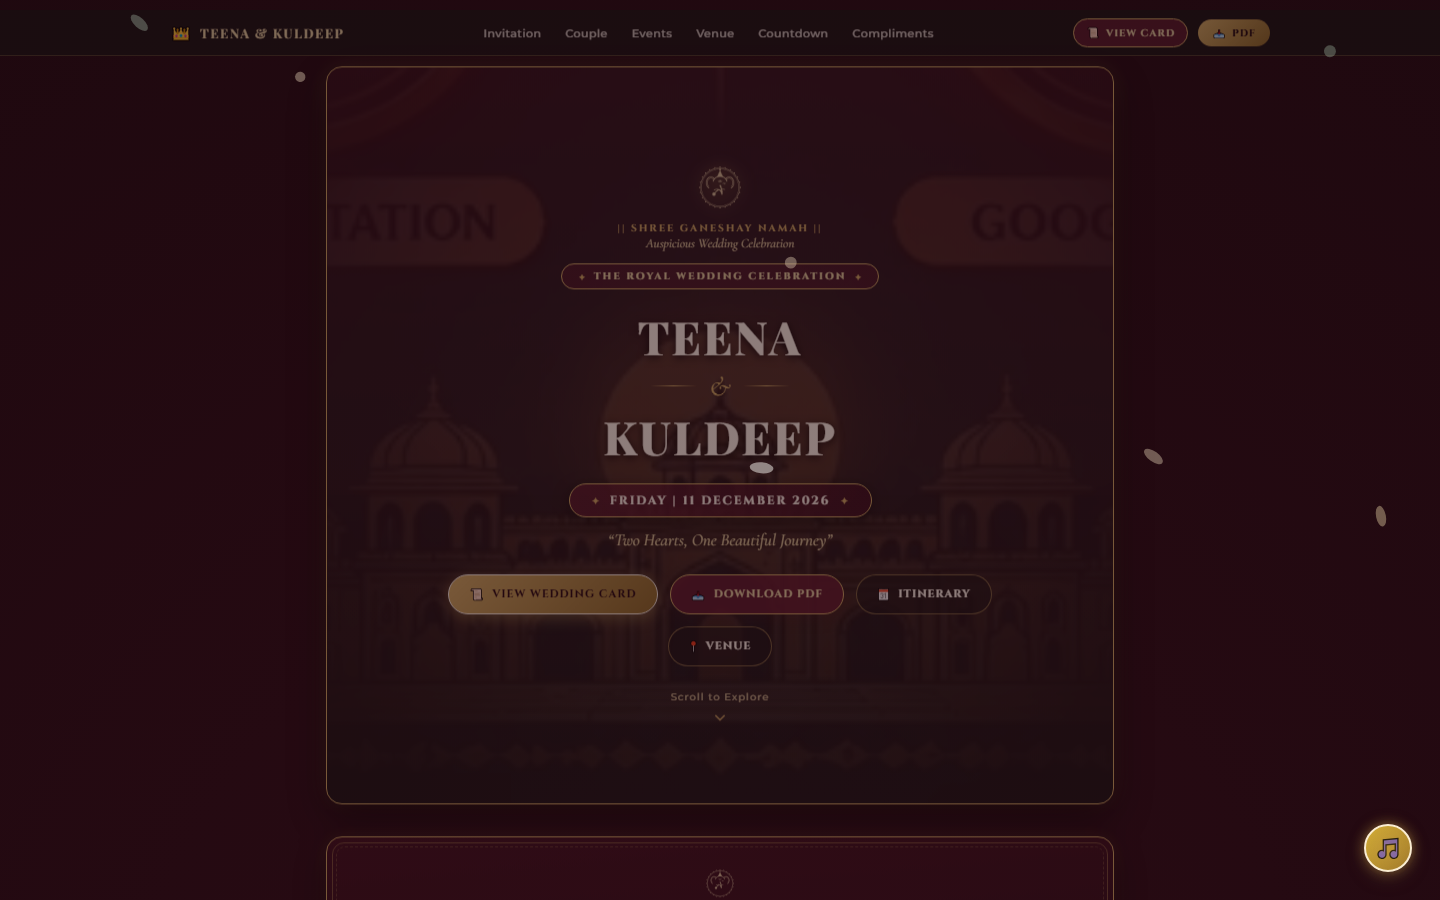 TEENA & KULDEEP
Invitation
Couple
Events
Venue
Countdown
Compliments
VIEW CARD
PDF
TATION
GOOG
|| SHREE GANESHAY NAMAH ||
Auspicious Wedding Celebration
✦ THE ROYAL WEDDING CELEBRATION ✦
TEENA
&
KULDEEP
✦ FRIDAY | 11 DECEMBER 2026 ✦
“Two Hearts, One Beautiful Journey”
VIEW WEDDING CARD
DOWNLOAD PDF
ITINERARY
VENUE
Scroll to Explore